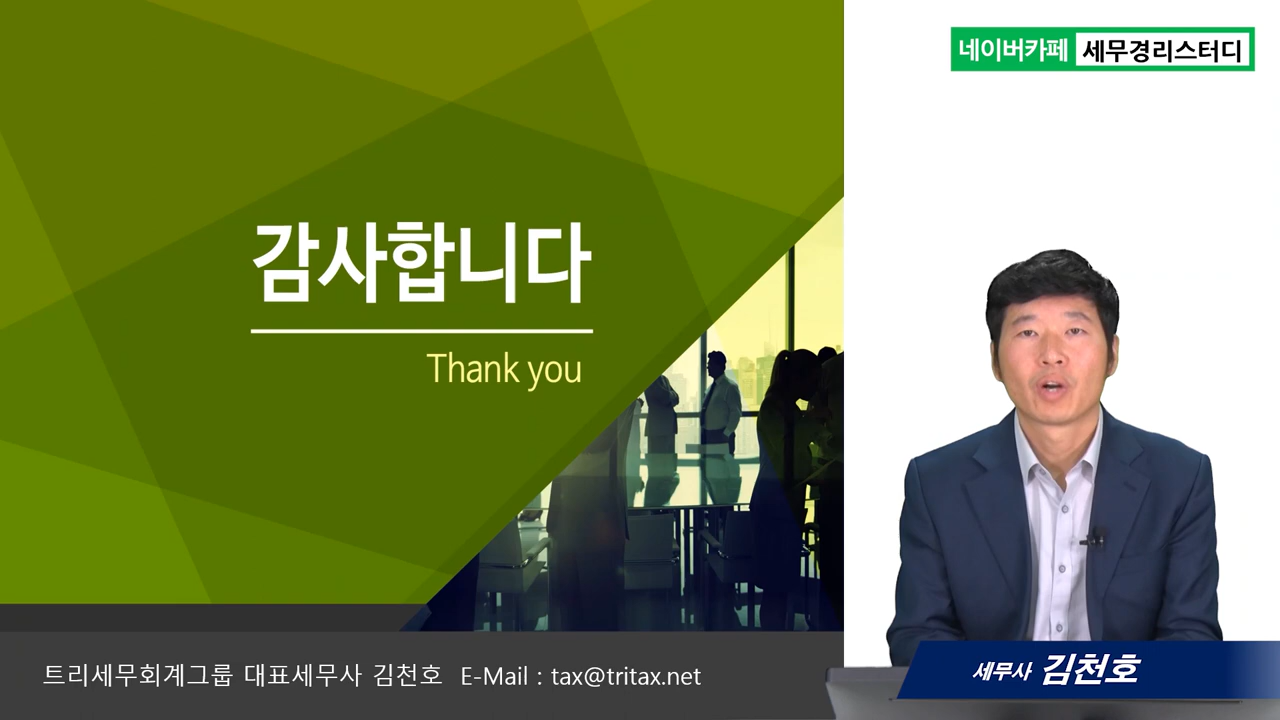 네이버카페 세무경리스터디
감사합니다
Thank you
트리세무회계그룹 대표세무사 김천호 E-Mail : tax@tritax.net
세무사 김천호